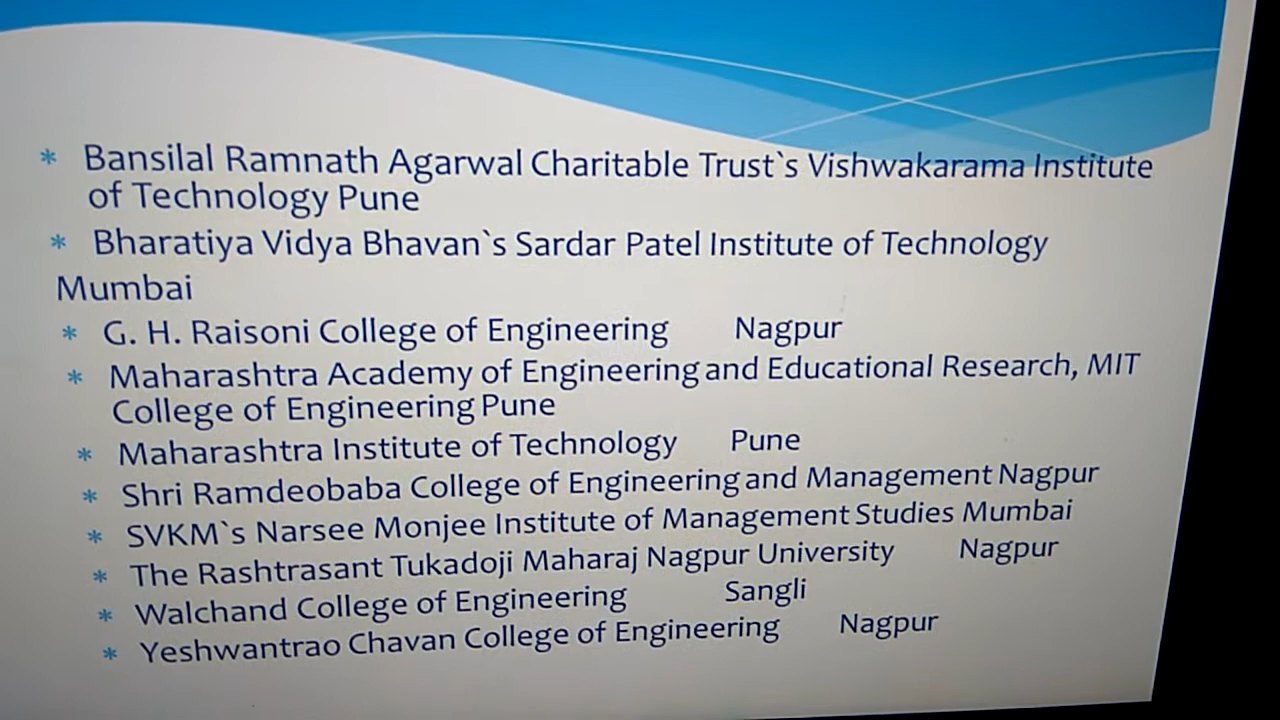 * Bansilal Ramnath Agarwal Charitable Trust`s Vishwakarama Institute
of Technology Pune
* Bharatiya Vidya Bhavan`s Sardar Patel Institute of Technology
Mumbai
* G. H. Raisoni College of Engineering Nagpur
* Maharashtra Academy of Engineering and Educational Research, MIT
College of Engineering Pune
* Maharashtra Institute of Technology Pune
* Shri Ramdeobaba College of Engineering and Management Nagpur
* SVKM`s Narsee Monjee Institute of Management Studies Mumbai
* The Rashtrasant Tukadoji Maharaj Nagpur University Nagpur
* Walchand College of Engineering Sangli
* Yeshwantrao Chavan College of Engineering Nagpur